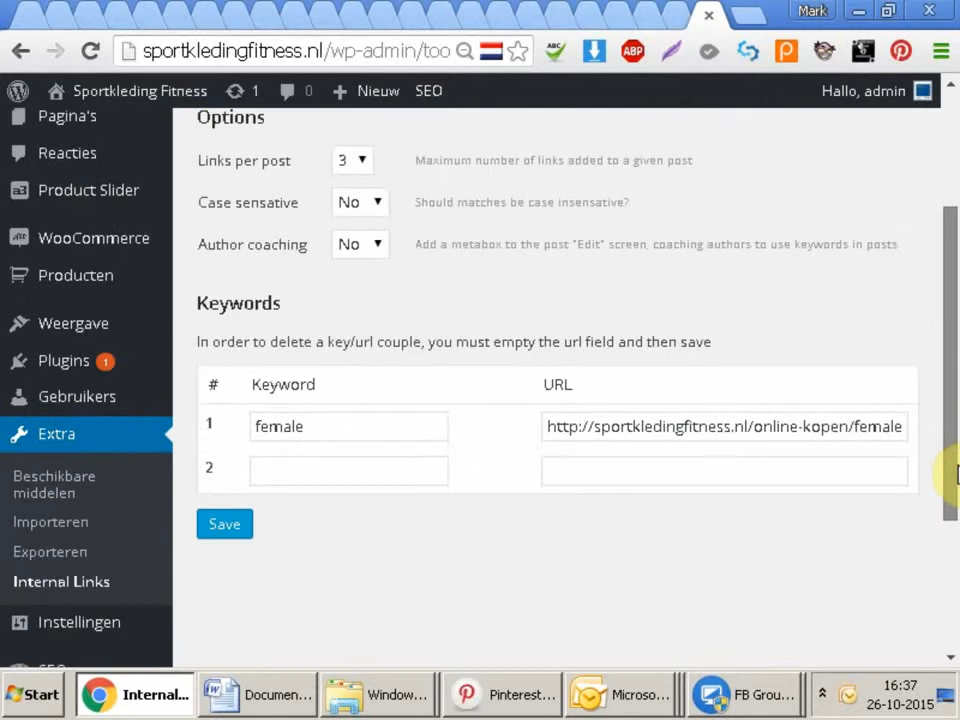 Mark
sportkledingfitness.nl/wp-admin/too
ABC
ABP
Sportkleding Fitness
1
0
Nieuw
SEO
Hallo, admin
Pagina's
Reacties
a3
Product Slider
WooCommerce
Producten
Weergave
Plugins 1
Gebruikers
Extra
Beschikbare
middelen
Importeren
Exporteren
Internal Links
Instellingen
Options
Links per post 3 Maximum number of links added to a given post
Case sensative No Should matches be case insensative?
Author coaching No Add a metabox to the post "Edit" screen, coaching authors to use keywords in posts
Keywords
In order to delete a key/url couple, you must empty the url field and then save
# Keyword URL
1 female http://sportkledingfitness.nl/online-kopen/female
2
Save
Start
Internal...
Documen...
Window...
Pinterest...
Microso...
FB Grou...
16:37
26-10-2015